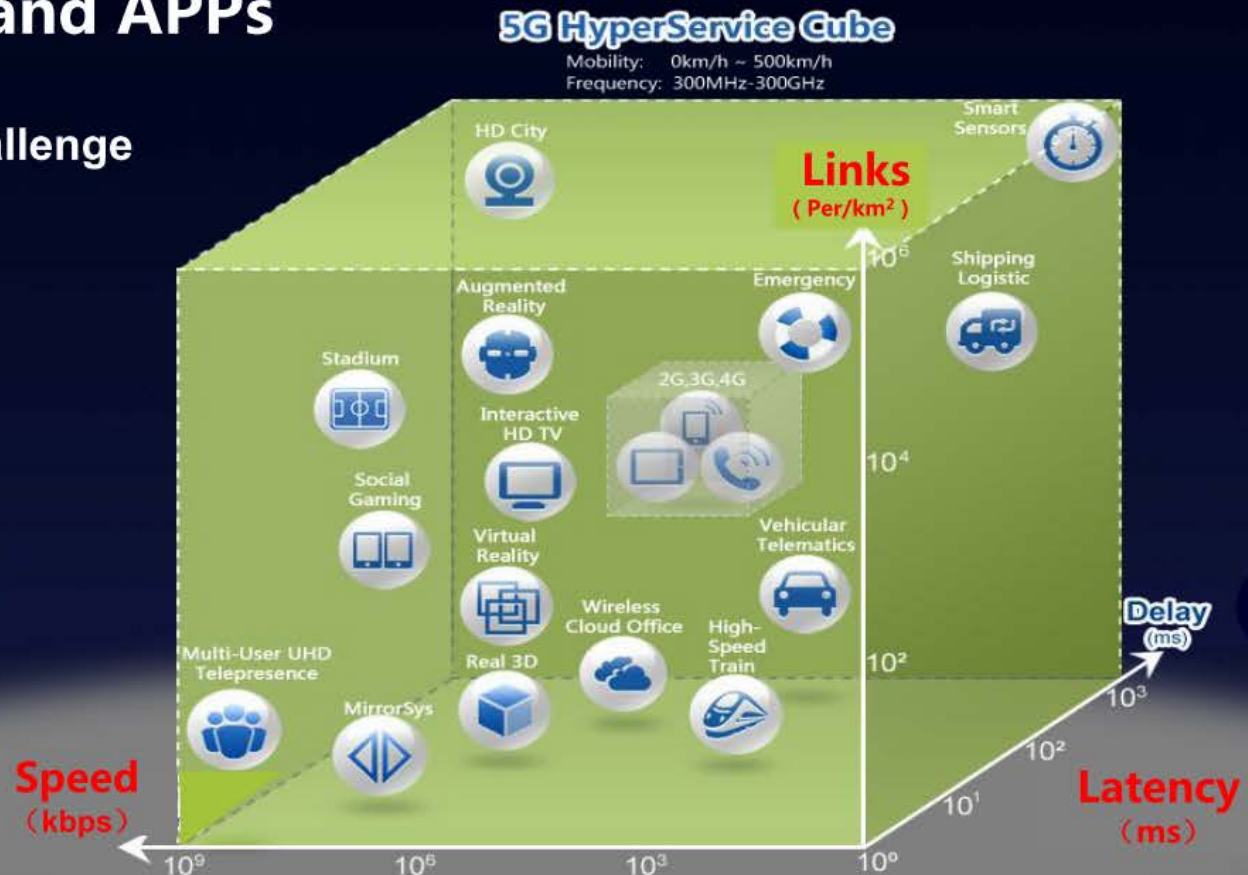 and APPs
allenge
5G HyperService Cube
Mobility: 0km/h ~ 500km/h
Frequency: 300MHz-300GHz
HD City
Smart
Sensors
Links
( Per/km² )
10⁶
Shipping
Logistic
Emergency
Augmented
Reality
Stadium
2G,3G,4G
Interactive
HD TV
10⁴
Social
Gaming
Vehicular
Telematics
Virtual
Reality
Wireless
Cloud Office
High-
Speed
Train
Delay
(ms)
10²
Multi-User UHD
Telepresence
Real 3D
MirrorSys
10³
10²
10¹
Latency
（ms）
Speed
（kbps）
10⁹
10⁶
10³
10⁰